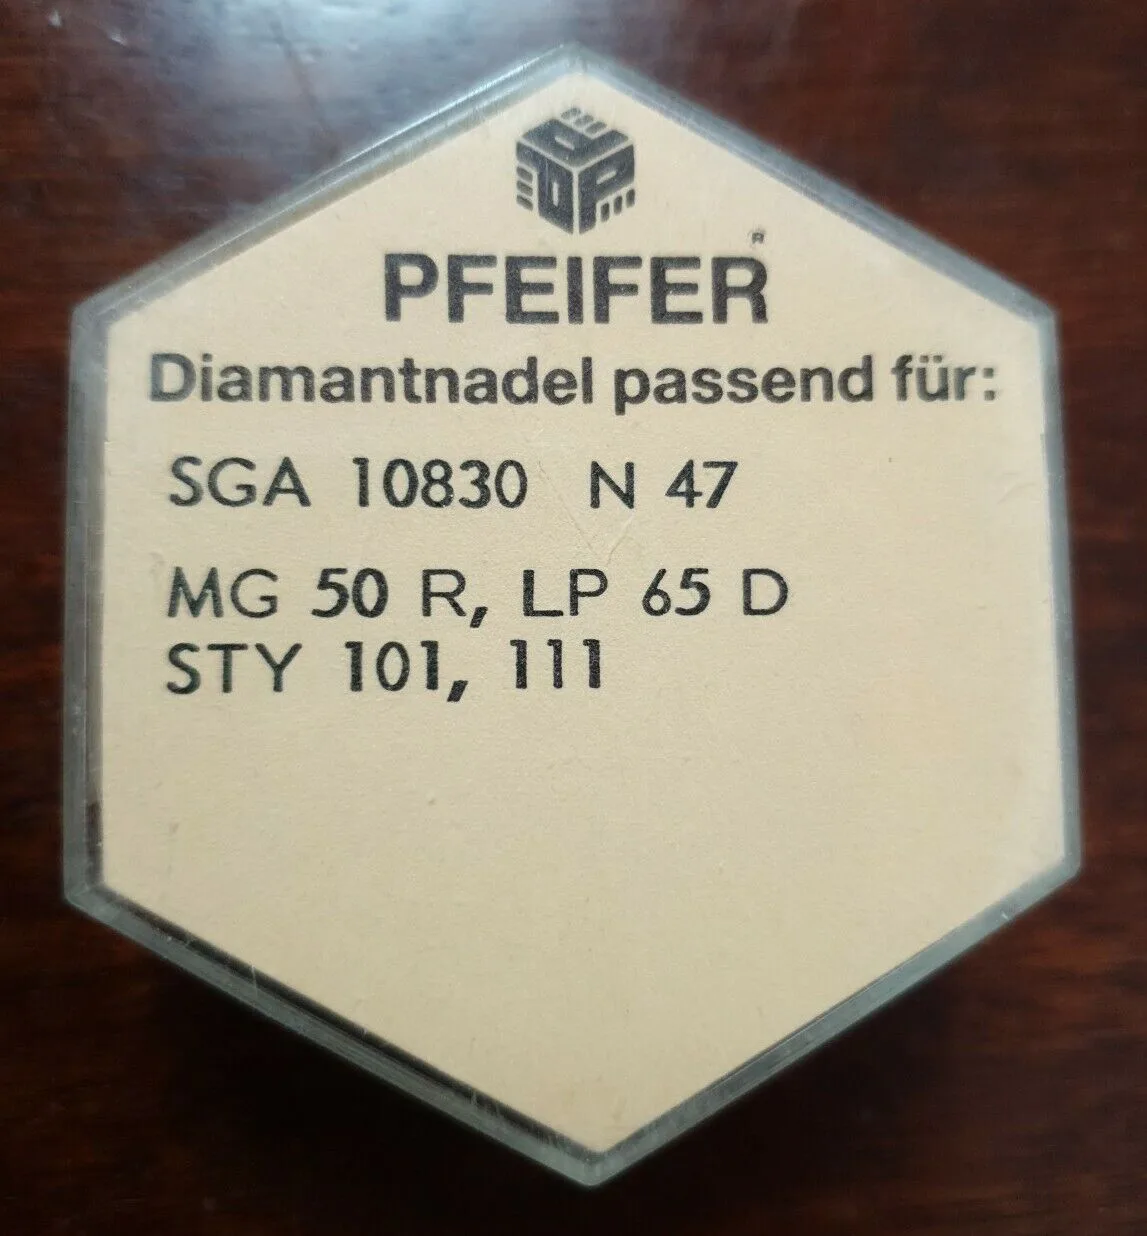 PFEIFER®
Diamantnadel passend für:
SGA 10830 N 47
MG 50 R, LP 65 D
STY 101, 111